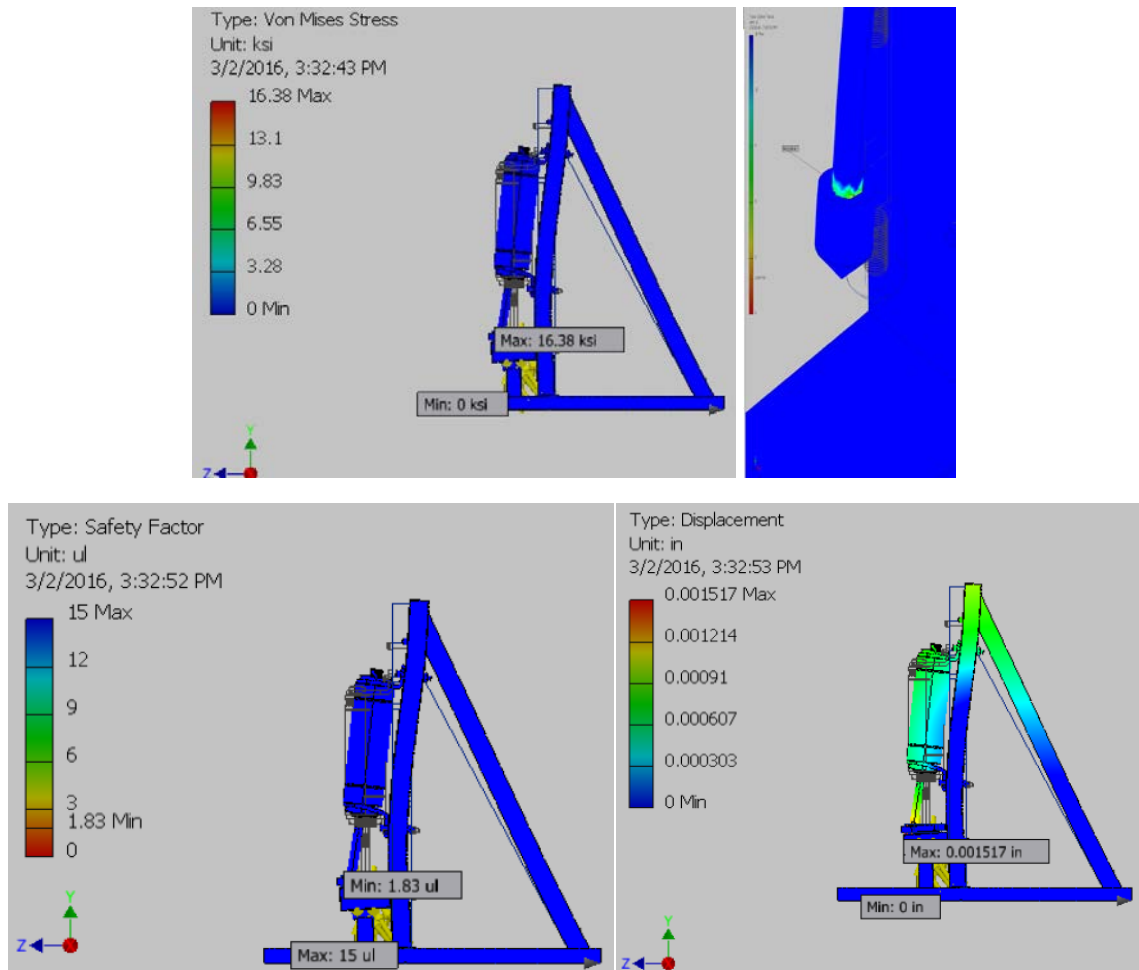 Type: Von Mises Stress
Unit: ksi
3/2/2016, 3:32:43 PM
16.38 Max
13.1
9.83
6.55
3.28
0 Min
Max: 16.38 ksi
Min: 0 ksi
Y
Z
Type: Safety Factor
Unit: ul
3/2/2016, 3:32:52 PM
15 Max
12
9
6
3
1.83 Min
0
Min: 1.83 ul
Max: 15 ul
Y
Z
Type: Displacement
Unit: in
3/2/2016, 3:32:53 PM
0.001517 Max
0.001214
0.00091
0.000607
0.000303
0 Min
Max: 0.001517 in
Min: 0 in
Y
Z